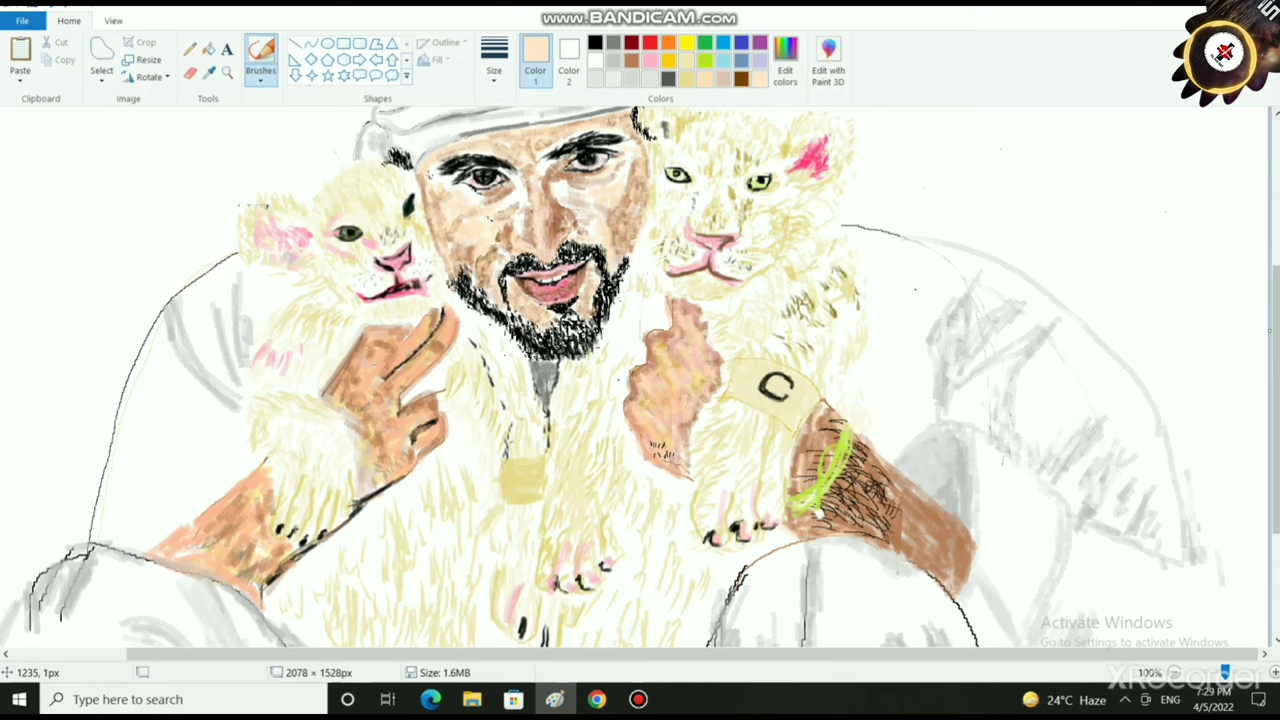 www.BANDICAM.com
File
Home
View
Paste
Cut
Copy
Clipboard
Select
Crop
Resize
Rotate
Image
A
Tools
Brushes
Shapes
Outline
Fill
Size
Color
1
Color
2
Colors
Edit
colors
Edit with
Paint 3D
C
Activate Windows
Go to Settings to activate Windows.
1235, 1px
2078 × 1528px
Size: 1.6MB
100%
XRecorder
Type here to search
24°C Haze
ENG
7:29 PM
4/5/2022